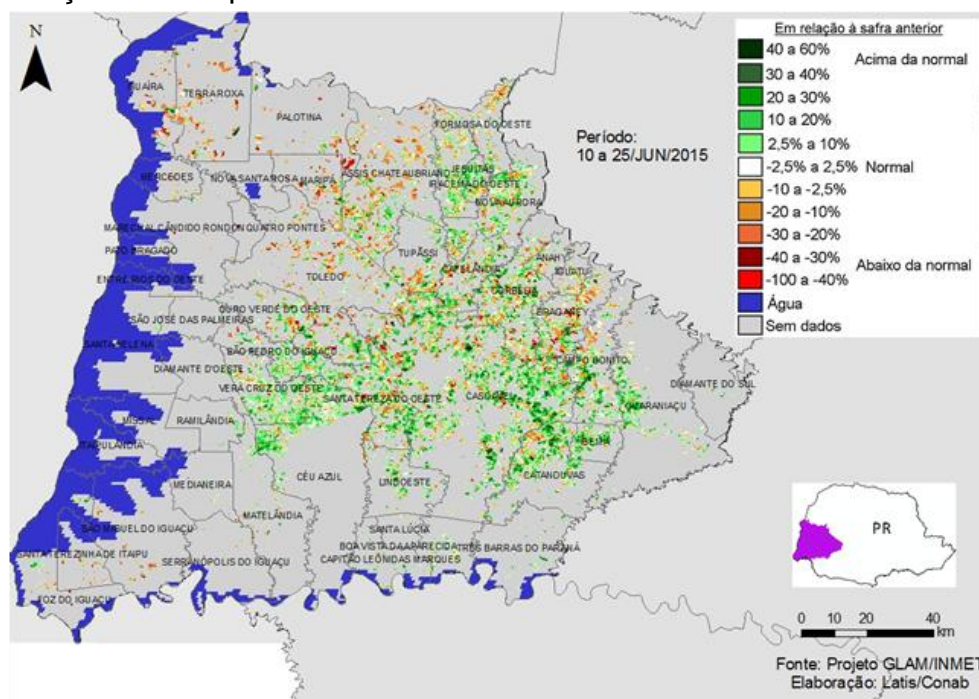 N
Em relação à safra anterior
40 a 60%
Acima da normal
30 a 40%
20 a 30%
10 a 20%
2,5% a 10%
-2,5% a 2,5%
Normal
-10 a -2,5%
-20 a -10%
-30 a -20%
-40 a -30%
Abaixo da normal
-100 a -40%
Água
Sem dados
Período:
10 a 25/JUN/2015
GUAÍRA
TERRA ROXA
PALOTINA
FORMOSA DO OESTE
MERCEDES
NOVA SANTA ROSA
MARIPÁ
ASSIS CHATEAUBRIAND
JESUÍTAS
IRACEMA DO OESTE
NOVA AURORA
MARECHAL CÂNDIDO RONDON
QUATRO PONTES
PATO BRAGADO
TUPÃSSI
CAFELÂNDIA
ANAHY
IGUATU
ENTRE RIOS DO OESTE
TOLEDO
CORBÉLIA
OURO VERDE DO OESTE
BRAGANEY
SÃO JOSÉ DAS PALMEIRAS
SANTA HELENA
SÃO PEDRO DO IGUAÇU
CAMPO BONITO
DIAMANTE D'OESTE
VERA CRUZ DO OESTE
SANTA TEREZA DO OESTE
CASCAVEL
DIAMANTE DO SUL
GUARANIAÇU
MISSAL
RAMILÂNDIA
ITAIPULÂNDIA
IBEMA
MEDIANEIRA
CÉU AZUL
LINDOESTE
CATANDUVAS
MATELÂNDIA
SÃO MIGUEL DO IGUAÇU
SANTA LÚCIA
SANTA TEREZINHA DE ITAIPU
BOA VISTA DA APARECIDA
TRÊS BARRAS DO PARANÁ
SERRANÓPOLIS DO IGUAÇU
CAPITÃO LEÔNIDAS MARQUES
FOZ DO IGUAÇU
PR
0 10 20 40
km
Fonte: Projeto GLAM/INMET
Elaboração: Latis/Conab